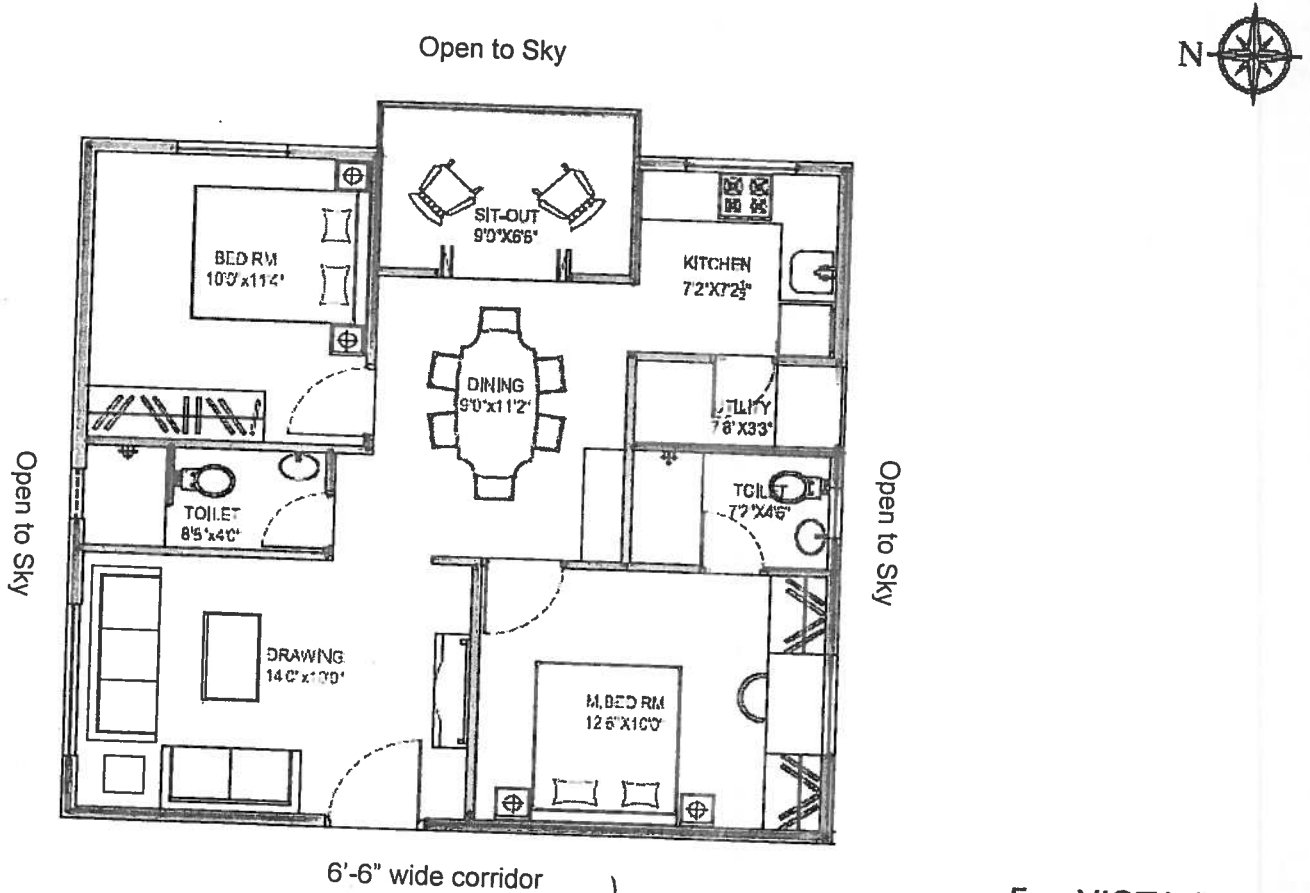 Open to Sky
N
SIT-OUT
9'0"X6'6"
BED RM
10'0"x11'4"
KITCHEN
7'2"X7'2½"
DINING
9'0"x11'2"
UTILITY
7'8"X3'3"
Open to Sky
TOILET
8'5"x4'0"
TOILET
7'2"X4'6"
Open to Sky
DRAWING
14'0"x10'0"
M.BED RM
12'6"X10'0"
6'-6" wide corridor